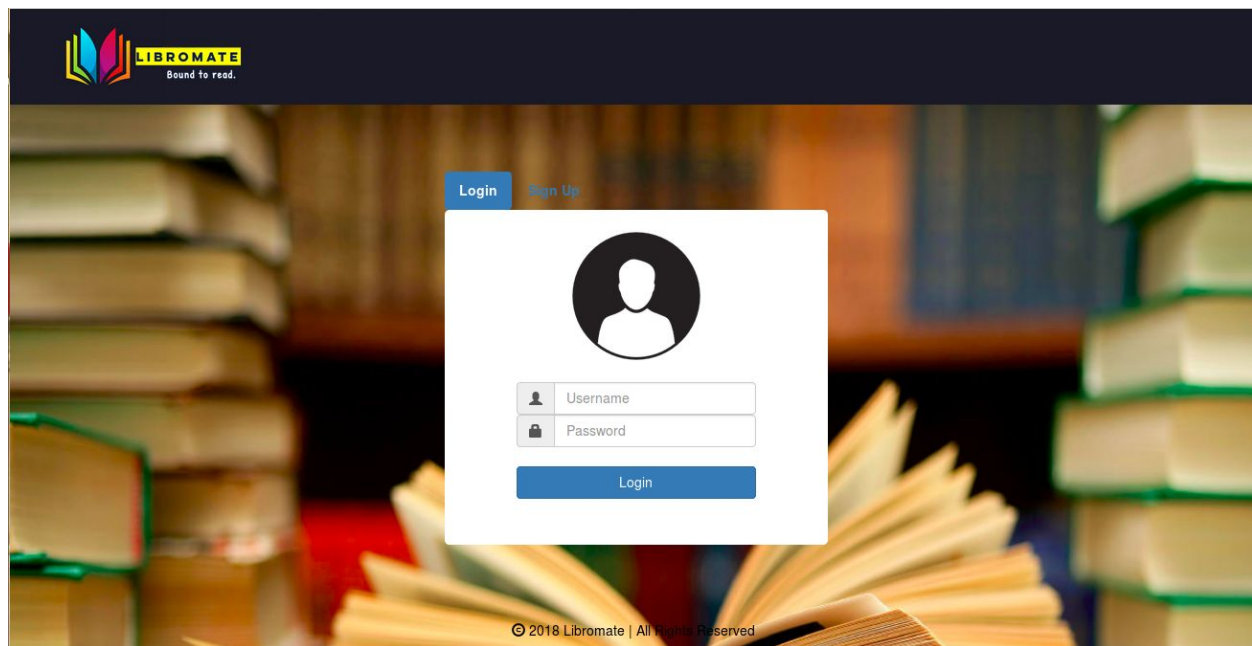 LIBROMATE
Bound to read.
Login Sign Up
Username
Password
Login
© 2018 Libromate | All Rights Reserved